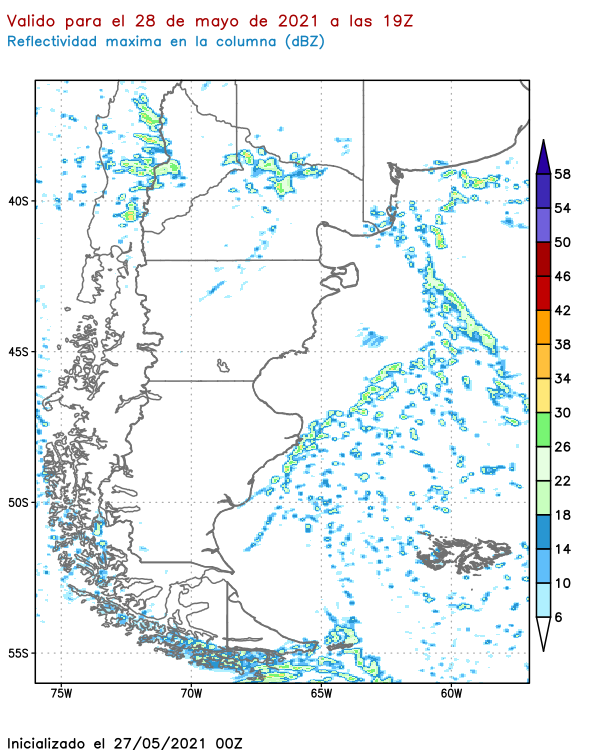 Valido para el 28 de mayo de 2021 a las 19Z
Reflectividad maxima en la columna (dBZ)
58
54
50
46
42
38
34
30
26
22
18
14
10
6
40S
45S
50S
55S
75W 70W 65W 60W
Inicializado el 27/05/2021 00Z